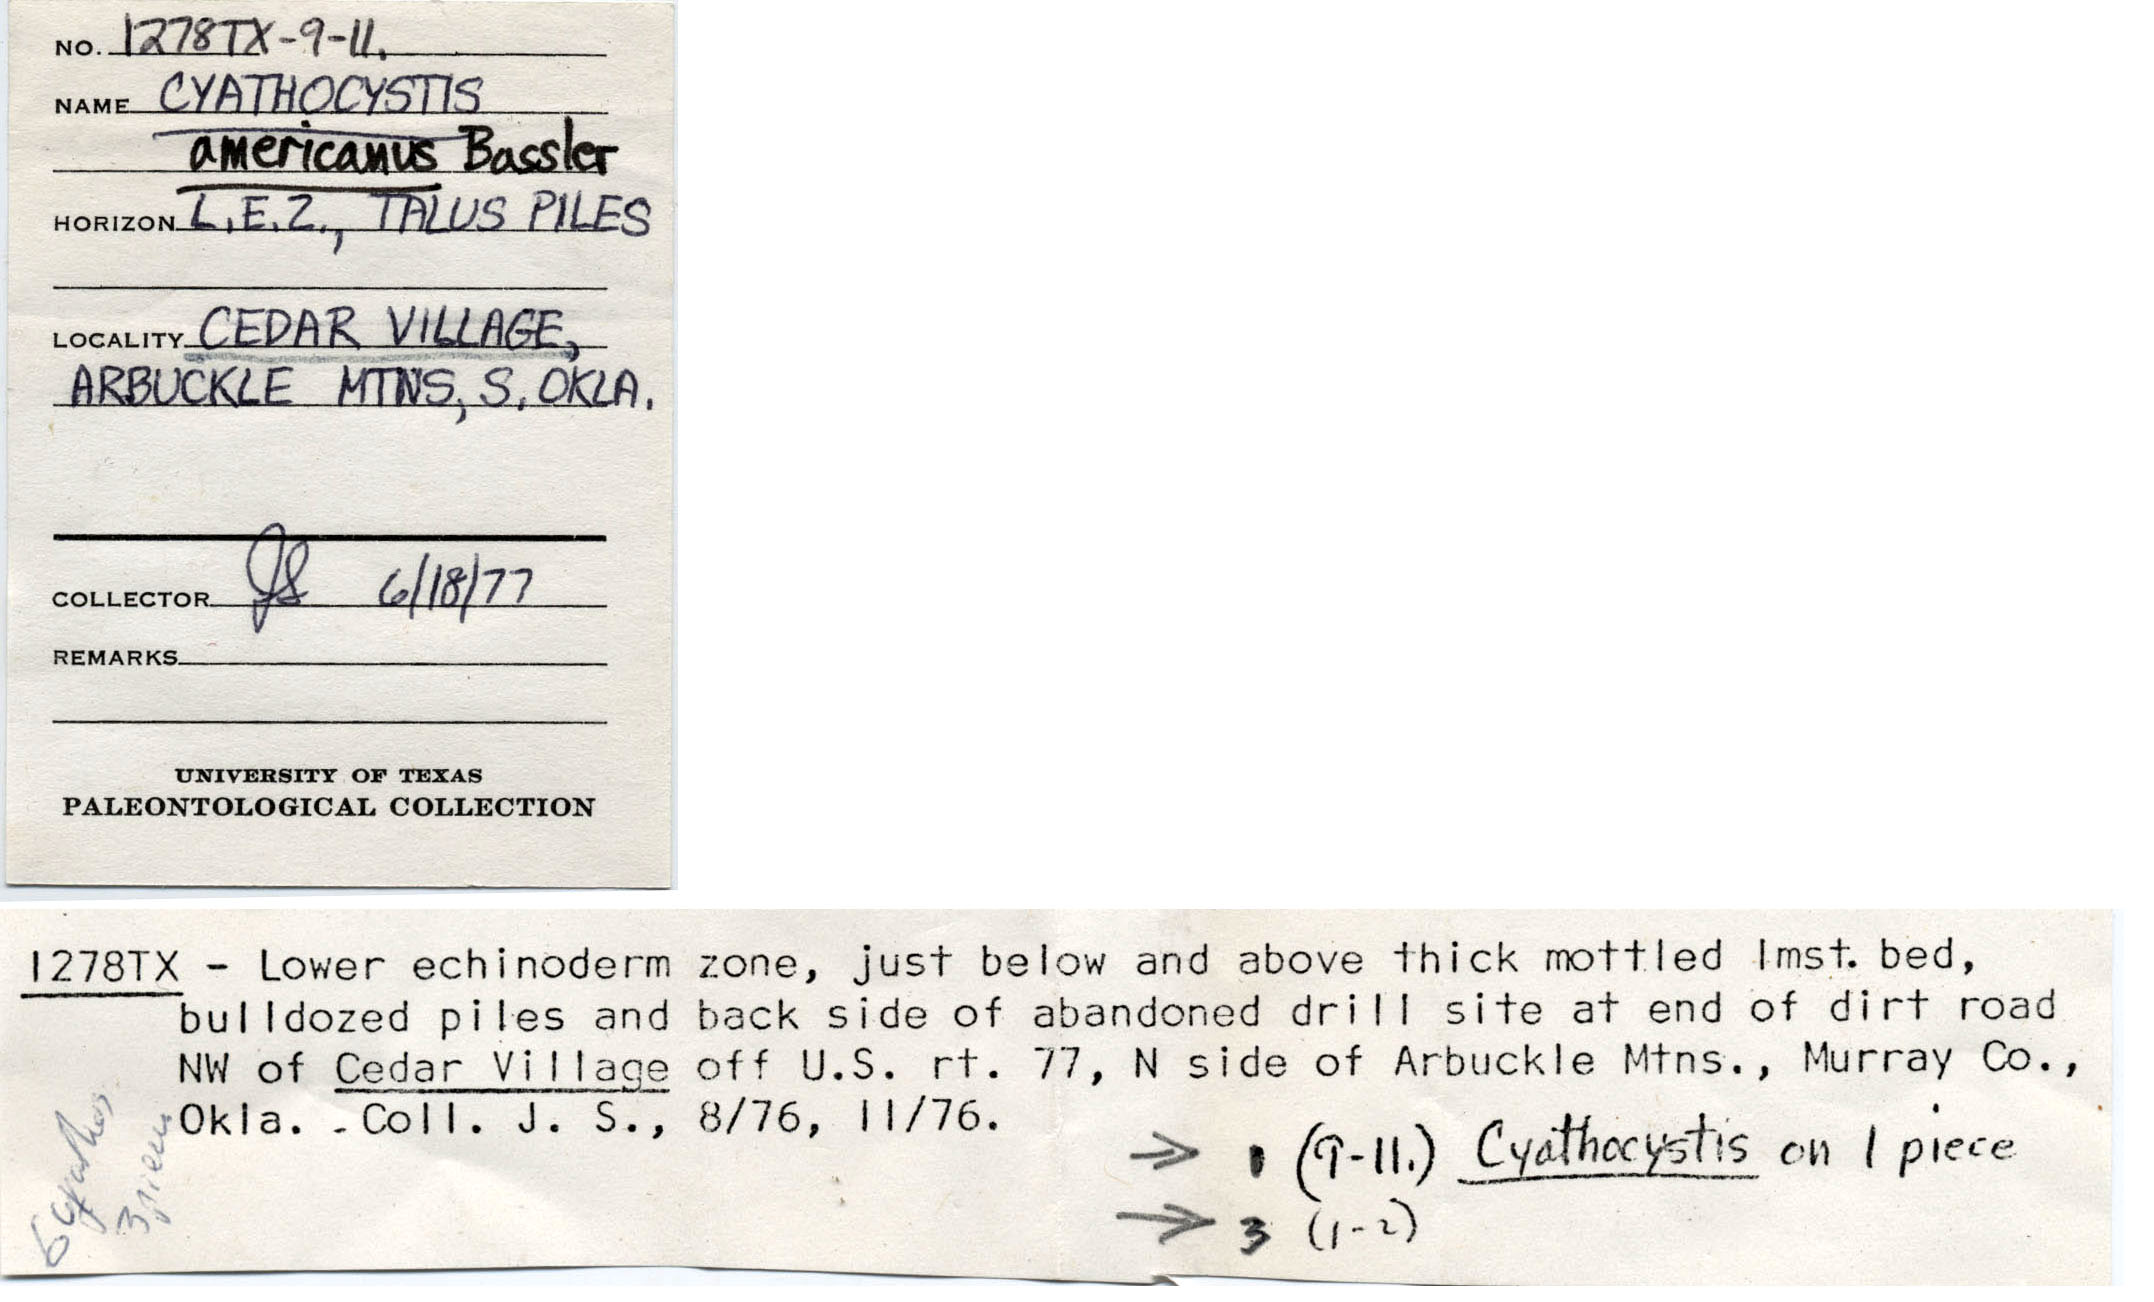 NO. 1278TX-9-11.
NAME CYATHOCYSTIS
americanus Bassler
HORIZON L.E.Z., TALUS PILES
LOCALITY CEDAR VILLAGE,
ARBUCKLE MTNS, S. OKLA.
COLLECTOR JS 6/18/77
REMARKS
UNIVERSITY OF TEXAS
PALEONTOLOGICAL COLLECTION
1278TX - Lower echinoderm zone, just below and above thick mottled lmst. bed,
bulldozed piles and back side of abandoned drill site at end of dirt road
NW of Cedar Village off U.S. rt. 77, N side of Arbuckle Mtns., Murray Co.,
Okla. - Coll. J. S., 8/76, 11/76.
→ 1 (9-11.) Cyathocystis on 1 piece
→ 3 (1-2)
6
3